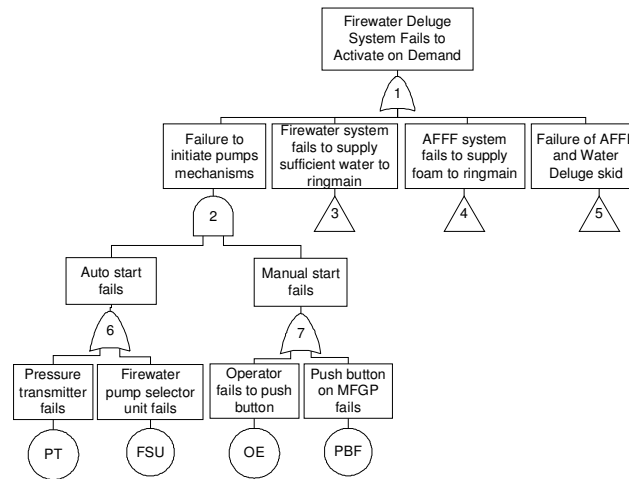 Firewater Deluge
System Fails to
Activate on Demand
1
Failure to
initiate pumps
mechanisms
Firewater system
fails to supply
sufficient water to
ringmain
AFFF system
fails to supply
foam to ringmain
Failure of AFFF
and Water
Deluge skid
2
3
4
5
Auto start
fails
Manual start
fails
6
7
Pressure
transmitter
fails
Firewater
pump selector
unit fails
Operator
fails to push
button
Push button
on MFGP
fails
PT
FSU
OE
PBF